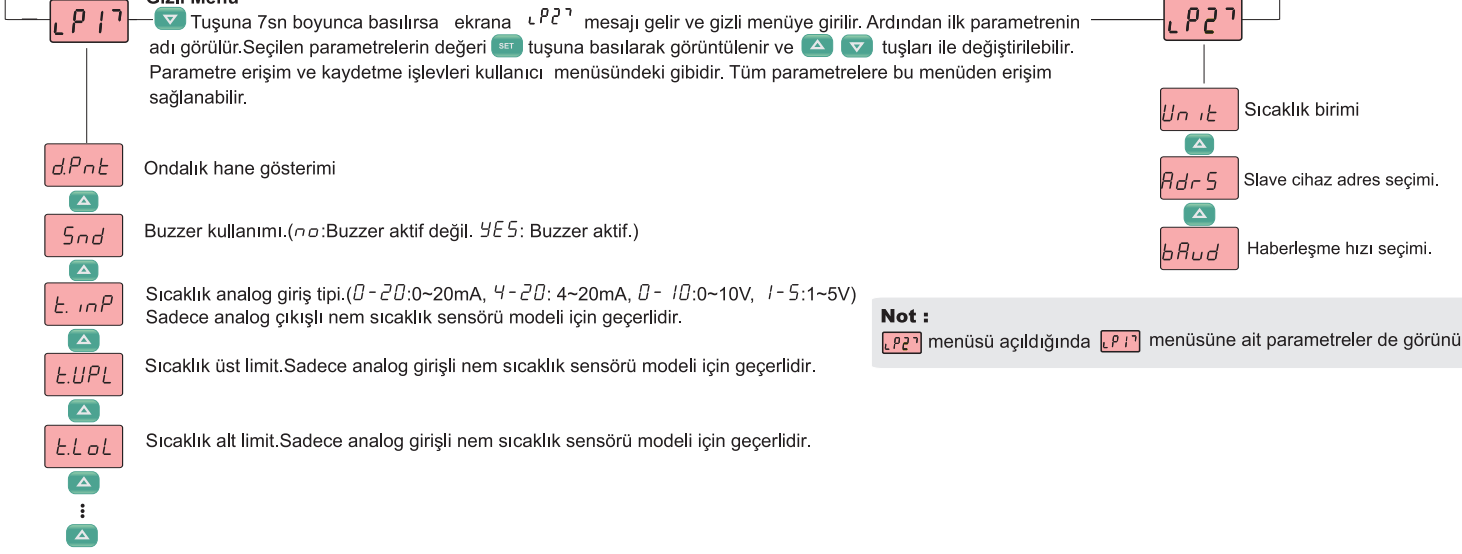 Gizli Menü
┖P1┒
Tuşuna 7sn boyunca basılırsa ekrana ┖P2┒ mesajı gelir ve gizli menüye girilir. Ardından ilk parametrenin
adı görülür.Seçilen parametrelerin değeri SET tuşuna basılarak görüntülenir ve tuşları ile değiştirilebilir.
Parametre erişim ve kaydetme işlevleri kullanıcı menüsündeki gibidir. Tüm parametrelere bu menüden erişim
sağlanabilir.
d.Pnt Ondalık hane gösterimi
Snd Buzzer kullanımı.(no:Buzzer aktif değil. YES: Buzzer aktif.)
t.inP Sıcaklık analog giriş tipi.(0-20:0~20mA, 4-20: 4~20mA, 0-10:0~10V, 1-5:1~5V)
Sadece analog çıkışlı nem sıcaklık sensörü modeli için geçerlidir.
t.UPL Sıcaklık üst limit.Sadece analog girişli nem sıcaklık sensörü modeli için geçerlidir.
t.LoL Sıcaklık alt limit.Sadece analog girişli nem sıcaklık sensörü modeli için geçerlidir.
┖P2┒
Unit Sıcaklık birimi
AdrS Slave cihaz adres seçimi.
bAud Haberleşme hızı seçimi.
Not :
┖P2┒ menüsü açıldığında ┖P1┒ menüsüne ait parametreler de görünü